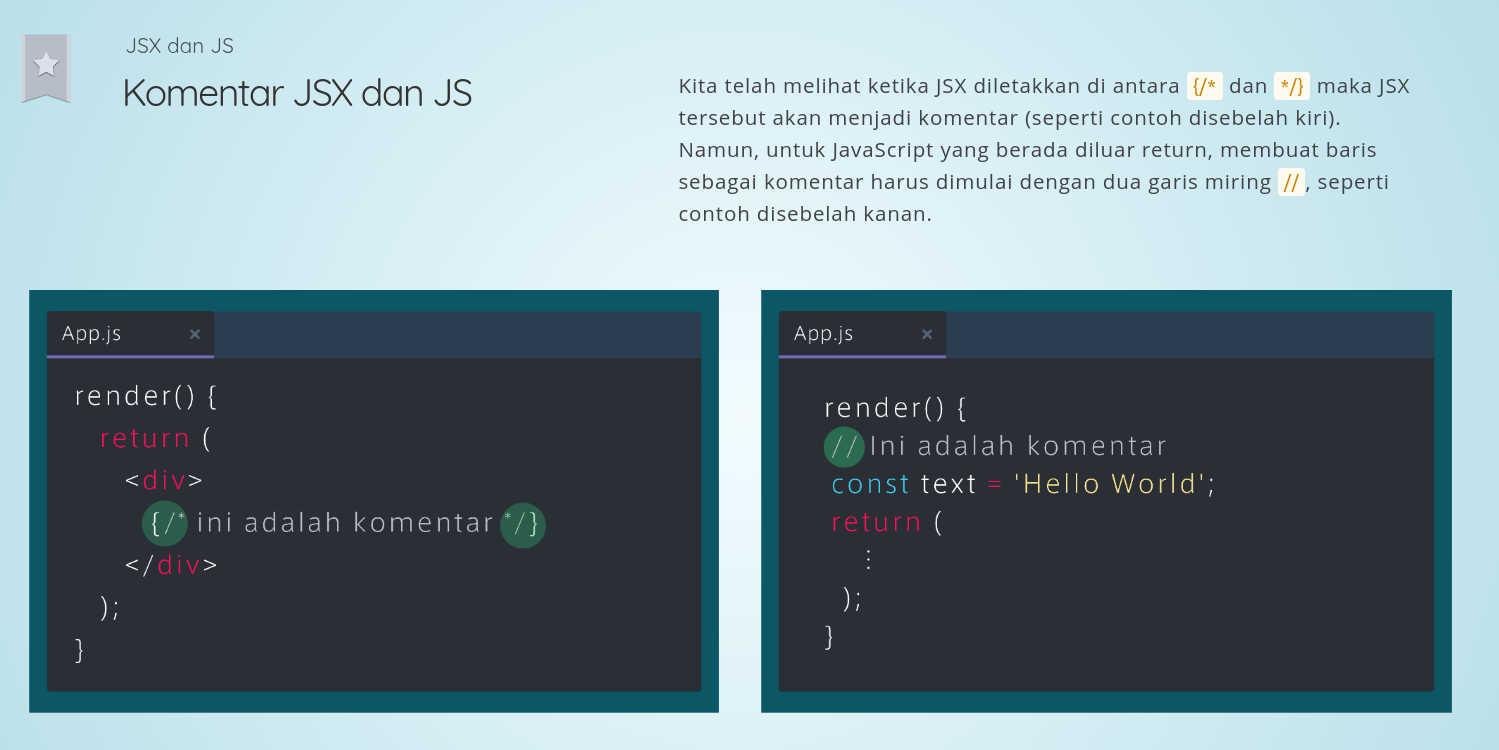 JSX dan JS
Komentar JSX dan JS
Kita telah melihat ketika JSX diletakkan di antara {/* dan */} maka JSX
tersebut akan menjadi komentar (seperti contoh disebelah kiri).
Namun, untuk JavaScript yang berada diluar return, membuat baris
sebagai komentar harus dimulai dengan dua garis miring //, seperti
contoh disebelah kanan.
App.js ×
render() {
return (
<div>
{/* ini adalah komentar */}
</div>
);
}
App.js ×
render() {
// Ini adalah komentar
const text = 'Hello World';
return (
⋮
);
}